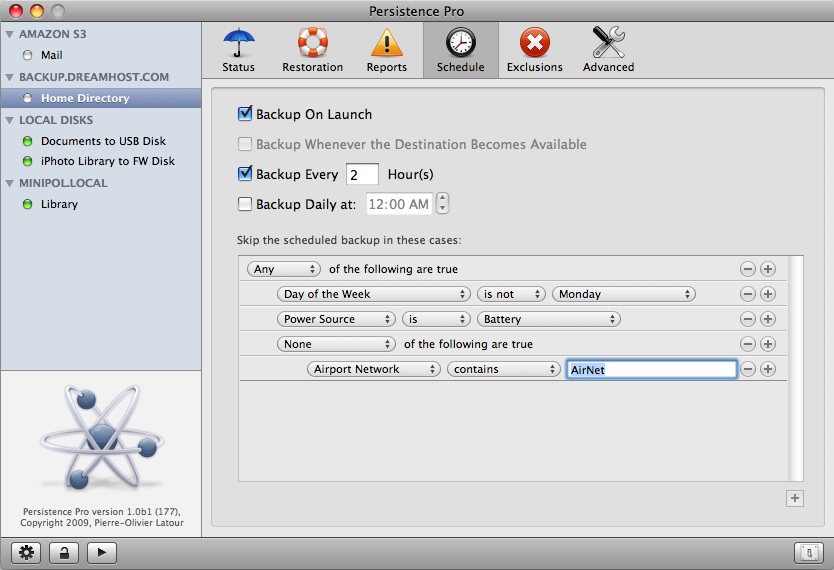 Persistence Pro
AMAZON S3
Mail
BACKUP.DREAMHOST.COM
Home Directory
LOCAL DISKS
Documents to USB Disk
iPhoto Library to FW Disk
MINIPOL.LOCAL
Library
Persistence Pro version 1.0b1 (177),
Copyright 2009, Pierre-Olivier Latour
Status Restoration Reports Schedule Exclusions Advanced
Backup On Launch
Backup Whenever the Destination Becomes Available
Backup Every 2 Hour(s)
Backup Daily at: 12:00 AM
Skip the scheduled backup in these cases:
Any of the following are true
Day of the Week is not Monday
Power Source is Battery
None of the following are true
Airport Network contains AirNet